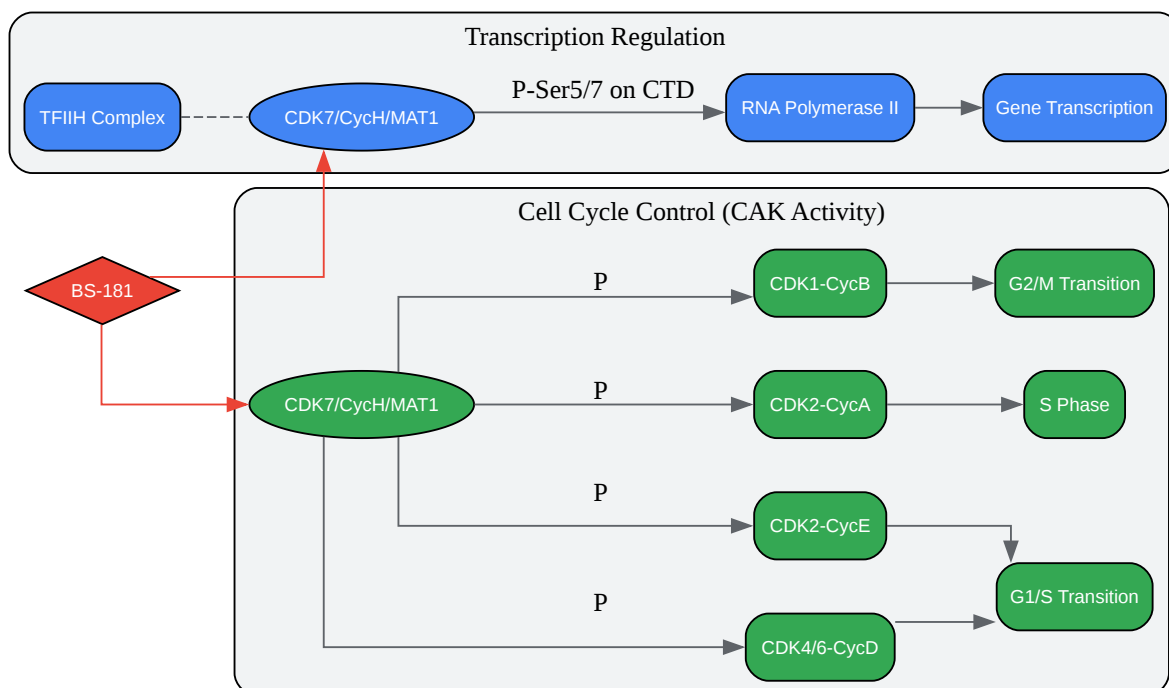 Transcription Regulation
TFIIH Complex
CDK7/CycH/MAT1
P-Ser5/7 on CTD
RNA Polymerase II
Gene Transcription
Cell Cycle Control (CAK Activity)
BS-181
P
CDK1-CycB
G2/M Transition
CDK7/CycH/MAT1
P
CDK2-CycA
S Phase
P
CDK2-CycE
G1/S Transition
P
CDK4/6-CycD